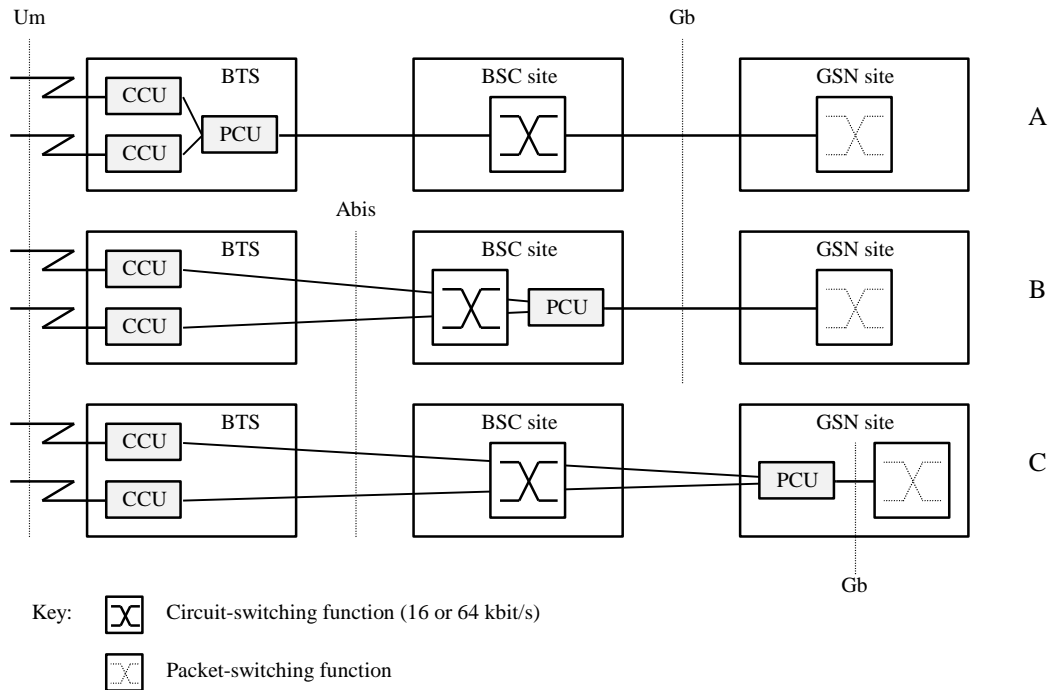 Um
Gb
BTS
BSC site
GSN site
CCU
CCU
PCU
A
Abis
BTS
BSC site
GSN site
CCU
CCU
PCU
B
BTS
BSC site
GSN site
CCU
CCU
PCU
C
Gb
Key:
Circuit-switching function (16 or 64 kbit/s)
Packet-switching function